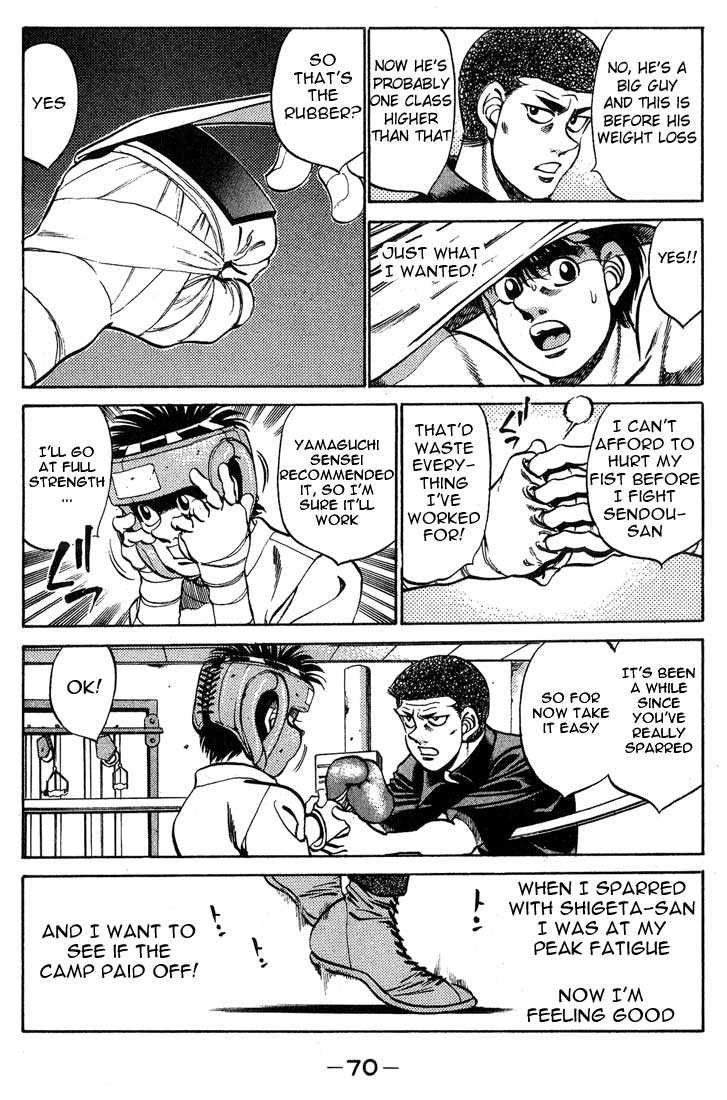 NO, HE'S A
BIG GUY
AND THIS IS
BEFORE HIS
WEIGHT LOSS
NOW HE'S
PROBABLY
ONE CLASS
HIGHER
THAN THAT
YES!!
JUST WHAT
I WANTED!
SO
THAT'S
THE
RUBBER?
YES
I CAN'T
AFFORD TO
HURT MY
FIST BEFORE
I FIGHT
SENDOU-
SAN
THAT'D
WASTE
EVERY-
THING
I'VE
WORKED
FOR!
YAMAGUCHI
SENSEI
RECOMMENDED
IT, SO I'M
SURE IT'LL
WORK
I'LL GO
AT FULL
STRENGTH
...
IT'S BEEN
A WHILE
SINCE
YOU'VE
REALLY
SPARRED
SO FOR
NOW TAKE
IT EASY
OK!
WHEN I SPARRED
WITH SHIGETA-SAN
I WAS AT MY
PEAK FATIGUE
NOW I'M
FEELING GOOD
トン
トン
AND I WANT TO
SEE IF THE
CAMP PAID OFF!
-70-